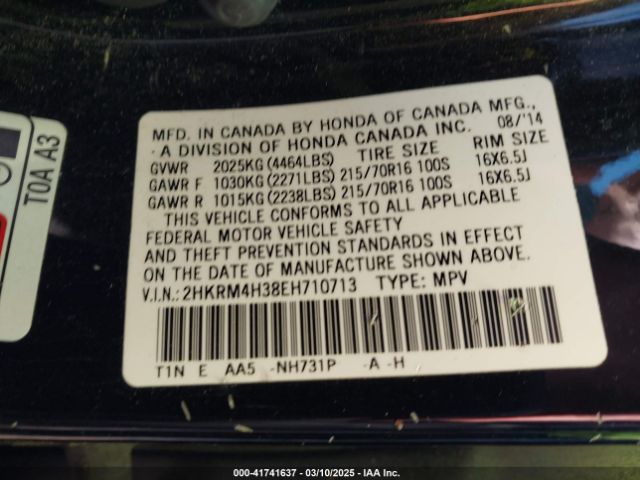 MFD. IN CANADA BY HONDA OF CANADA MFG.,
· A DIVISION OF HONDA CANADA INC. 08/'14
GVWR 2025KG(4464LBS) TIRE SIZE RIM SIZE
GAWR F 1030KG(2271LBS) 215/70R16 100S 16X6.5J
GAWR R 1015KG(2238LBS) 215/70R16 100S 16X6.5J
THIS VEHICLE CONFORMS TO ALL APPLICABLE
FEDERAL MOTOR VEHICLE SAFETY
AND THEFT PREVENTION STANDARDS IN EFFECT
ON THE DATE OF MANUFACTURE SHOWN ABOVE.
V.I.N.:2HKRM4H38EH710713 TYPE: MPV
T1N E AA5 -NH731P -A -H
TOA A3
000-41741637 - 03/10/2025 - IAA Inc.